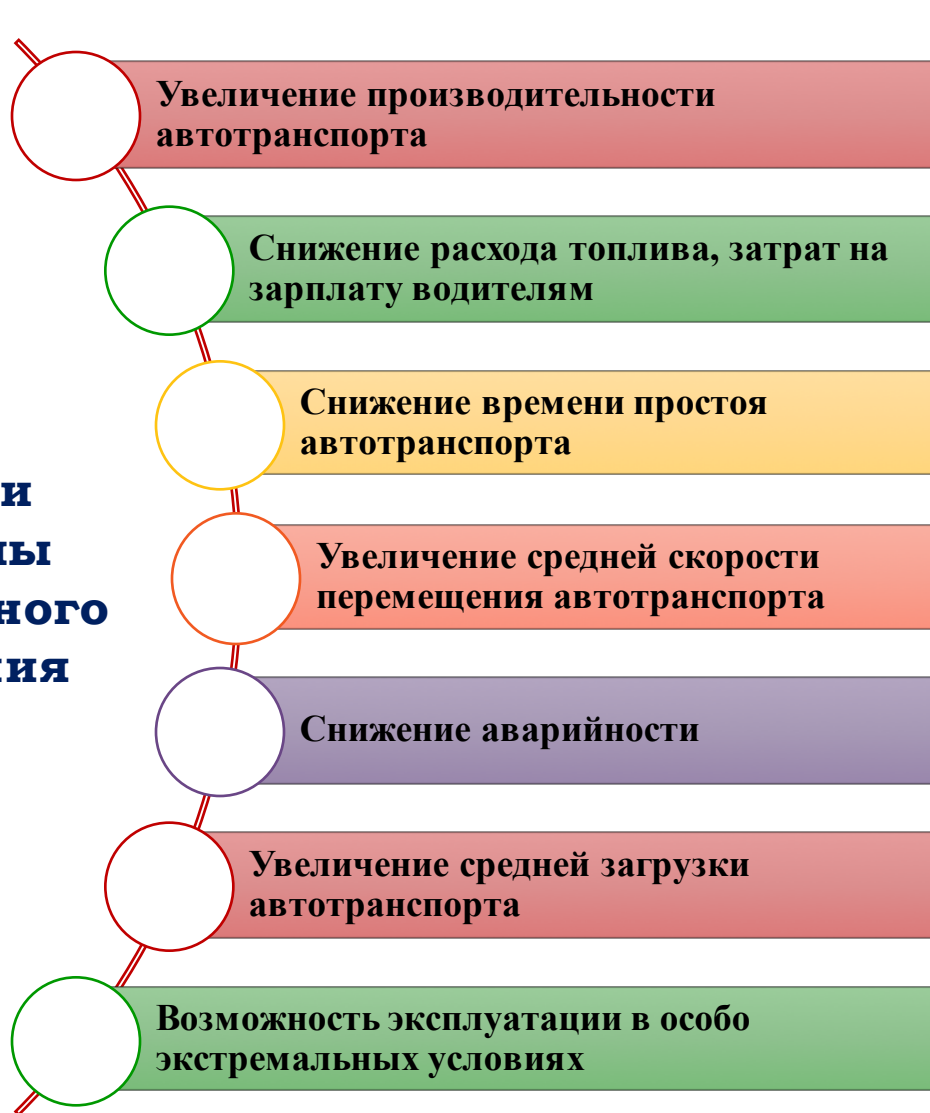 Увеличение производительности
автотранспорта
Снижение расхода топлива, затрат на
зарплату водителям
Снижение времени простоя
автотранспорта
Увеличение средней скорости
перемещения автотранспорта
Снижение аварийности
Увеличение средней загрузки
автотранспорта
Возможность эксплуатации в особо
экстремальных условиях